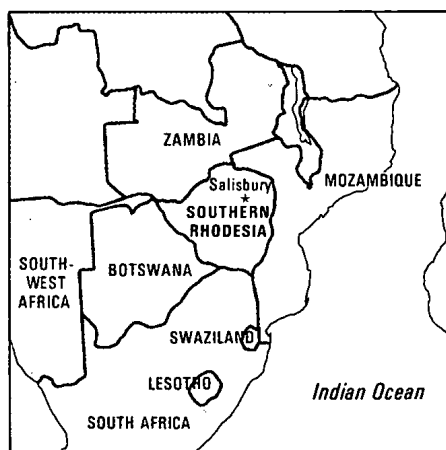 ZAMBIA
MOZAMBIQUE
Salisbury
SOUTHERN
RHODESIA
SOUTH-
WEST
AFRICA
BOTSWANA
SWAZILAND
LESOTHO
Indian Ocean
SOUTH AFRICA